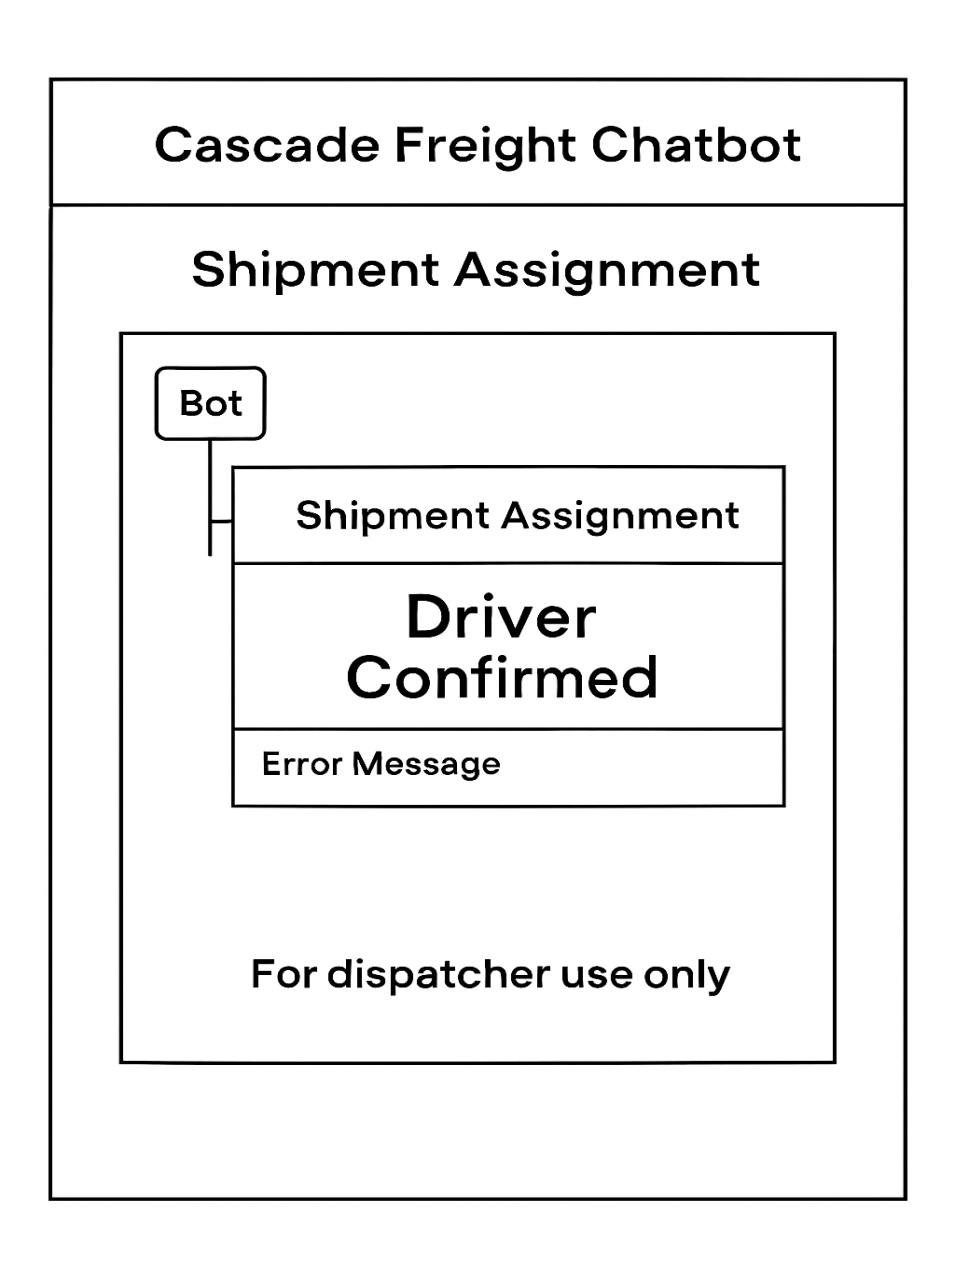 Cascade Freight Chatbot
Shipment Assignment
Bot
Shipment Assignment
Driver
Confirmed
Error Message
For dispatcher use only